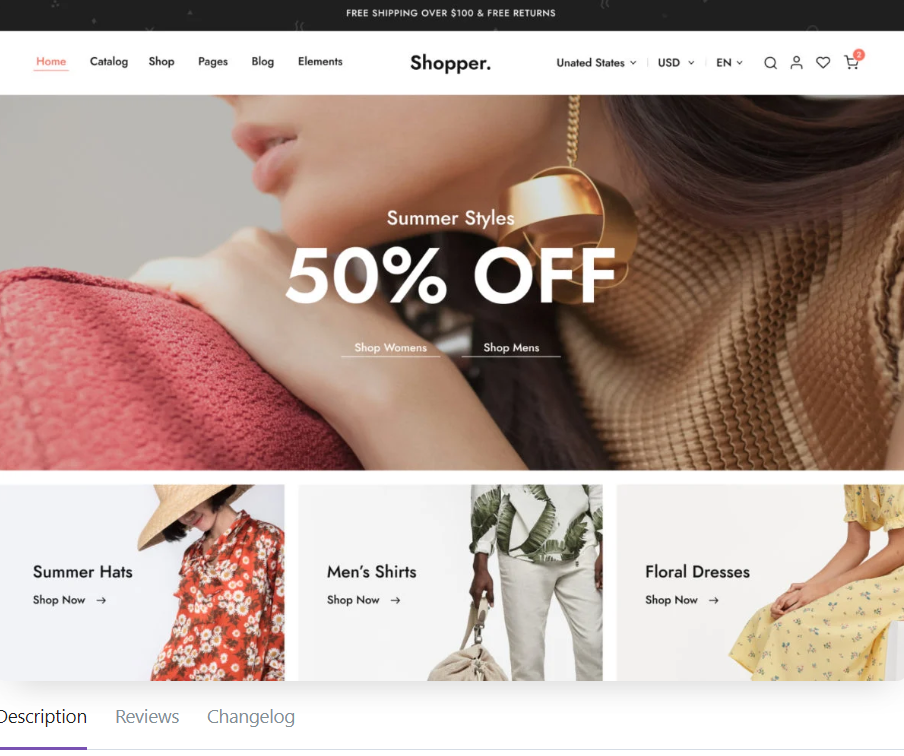 FREE SHIPPING OVER $100 & FREE RETURNS
Home Catalog Shop Pages Blog Elements Shopper. Unated States USD EN 2
Summer Styles
50% OFF
Shop Womens Shop Mens
Summer Hats Men's Shirts Floral Dresses
Shop Now → Shop Now → Shop Now →
Description Reviews Changelog